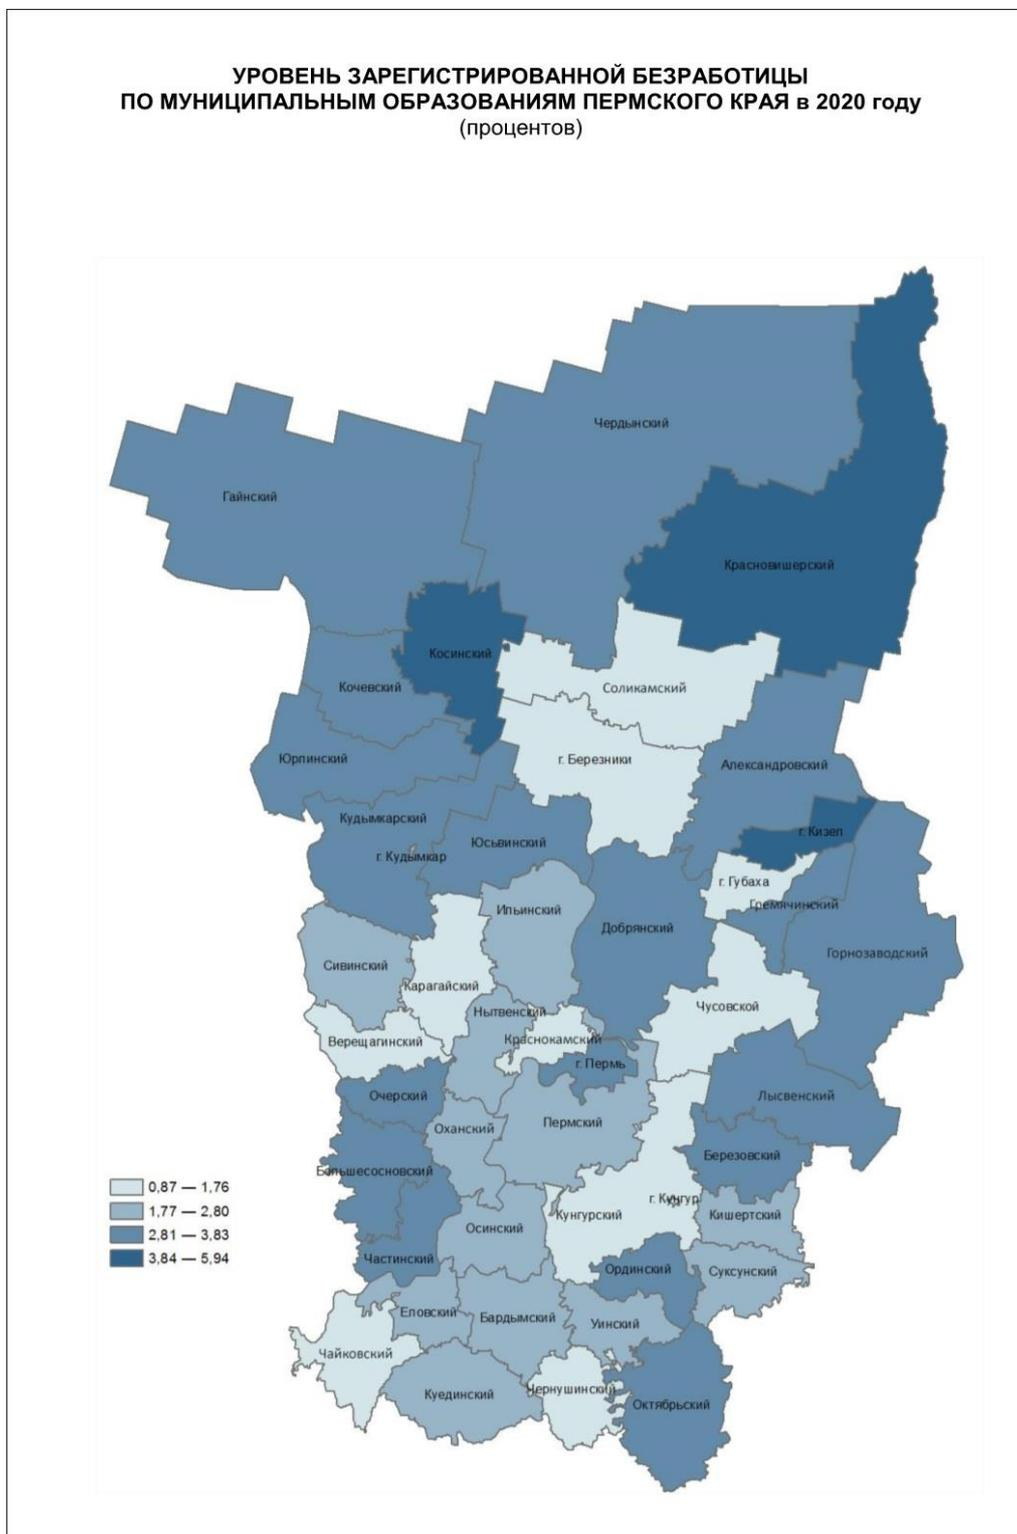 УРОВЕНЬ ЗАРЕГИСТРИРОВАННОЙ БЕЗРАБОТИЦЫ
ПО МУНИЦИПАЛЬНЫМ ОБРАЗОВАНИЯМ ПЕРМСКОГО КРАЯ в 2020 году
(процентов)
Чердынский
Гайнский
Красновишерский
Косинский
Кочевский
Соликамский
Юрлинский
г. Березники
Александровский
Кудымкарский
г. Кизел
Юсьвинский
г. Кудымкар
г. Губаха
Гремячинский
Ильинский
Добрянский
Горнозаводский
Сивинский
Карагайский
Чусовской
Нытвенский
Верещагинский
Краснокамский
г. Пермь
Очерский
Лысвенский
Оханский
Пермский
Березовский
Большесосновский
0,87 — 1,76
1,77 — 2,80
2,81 — 3,83
3,84 — 5,94
г. Кунгур
Кунгурский
Кишертский
Осинский
Частинский
Ординский
Суксунский
Еловский
Бардымский
Уинский
Чайковский
Куединский
Чернушинский
Октябрьский